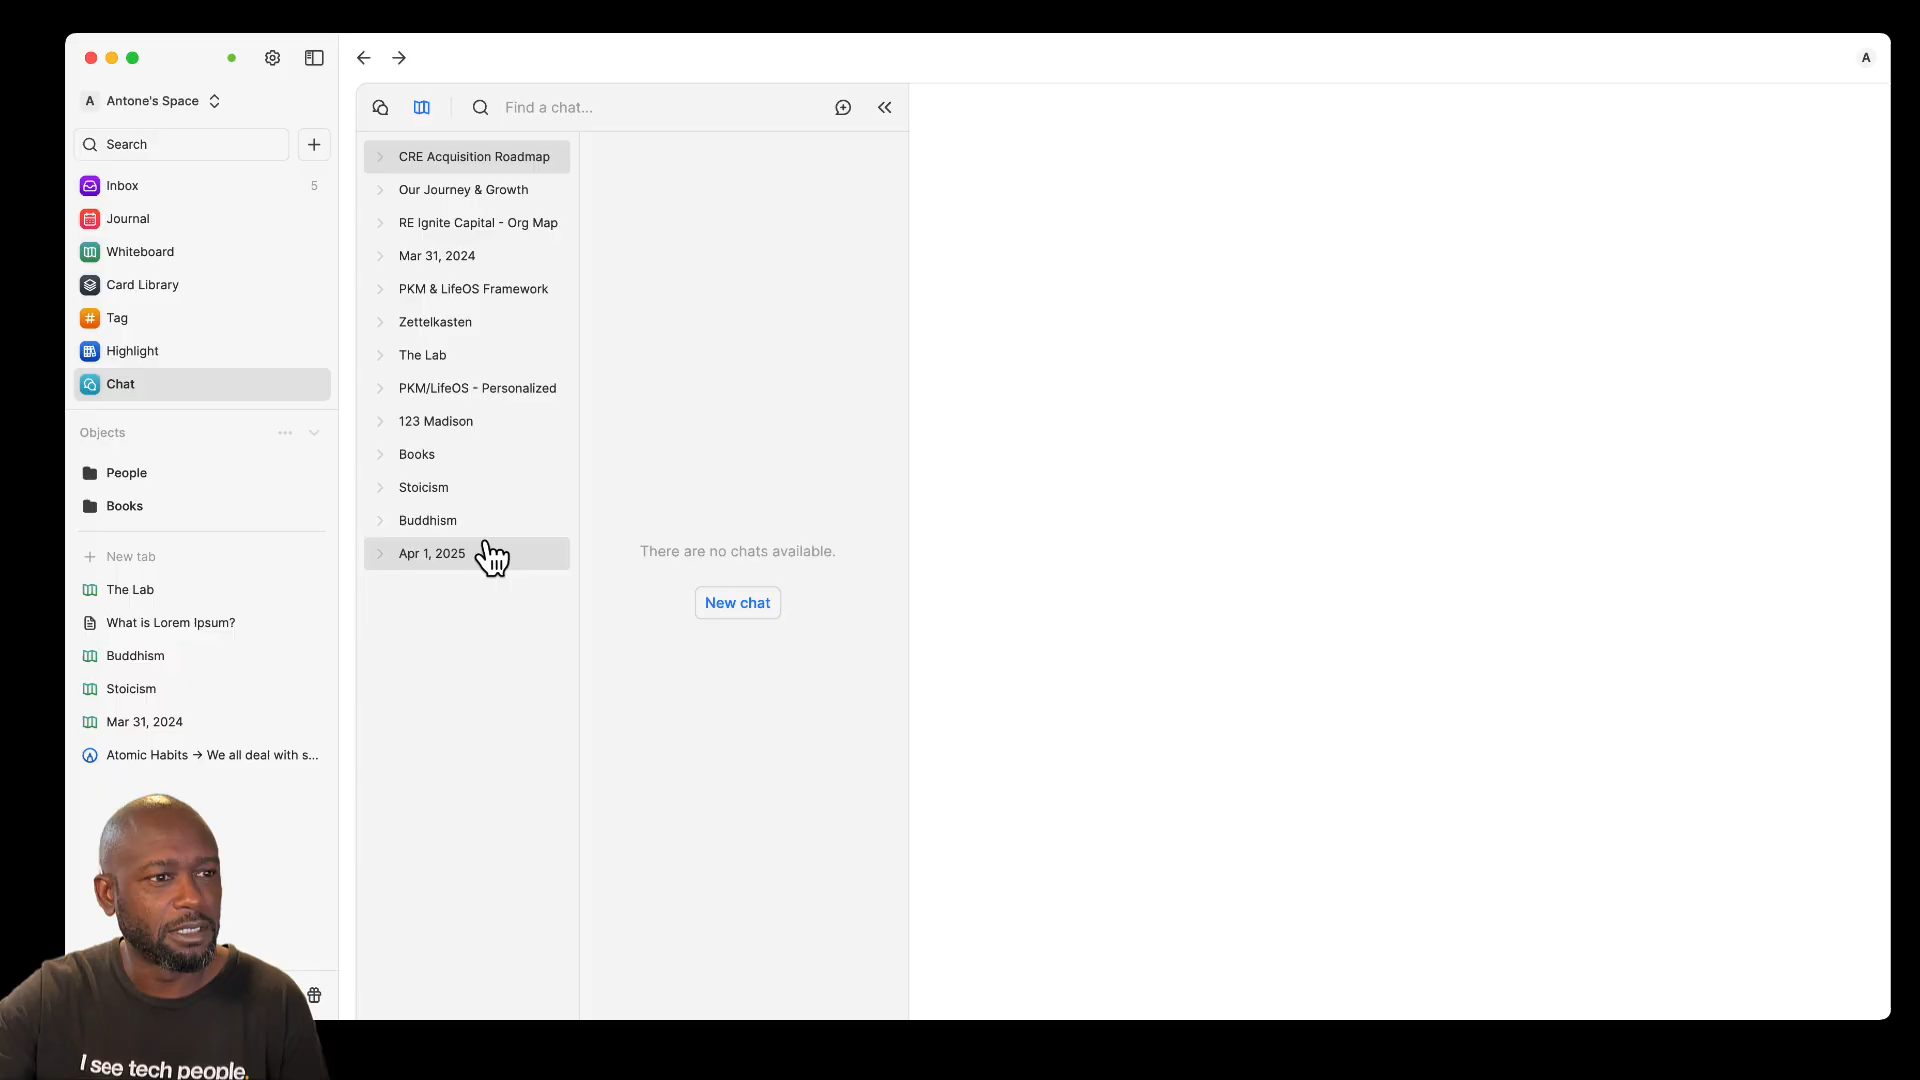 A Antone's Space
Search
Inbox 5
Journal
Whiteboard
Card Library
Tag
Highlight
Chat
Objects
People
Books
New tab
The Lab
What is Lorem Ipsum?
Buddhism
Stoicism
Mar 31, 2024
Atomic Habits → We all deal with s...
Find a chat...
A
CRE Acquisition Roadmap
Our Journey & Growth
RE Ignite Capital - Org Map
Mar 31, 2024
PKM & LifeOS Framework
Zettelkasten
The Lab
PKM/LifeOS - Personalized
123 Madison
Books
Stoicism
Buddhism
Apr 1, 2025
There are no chats available.
New chat
I see tech people.